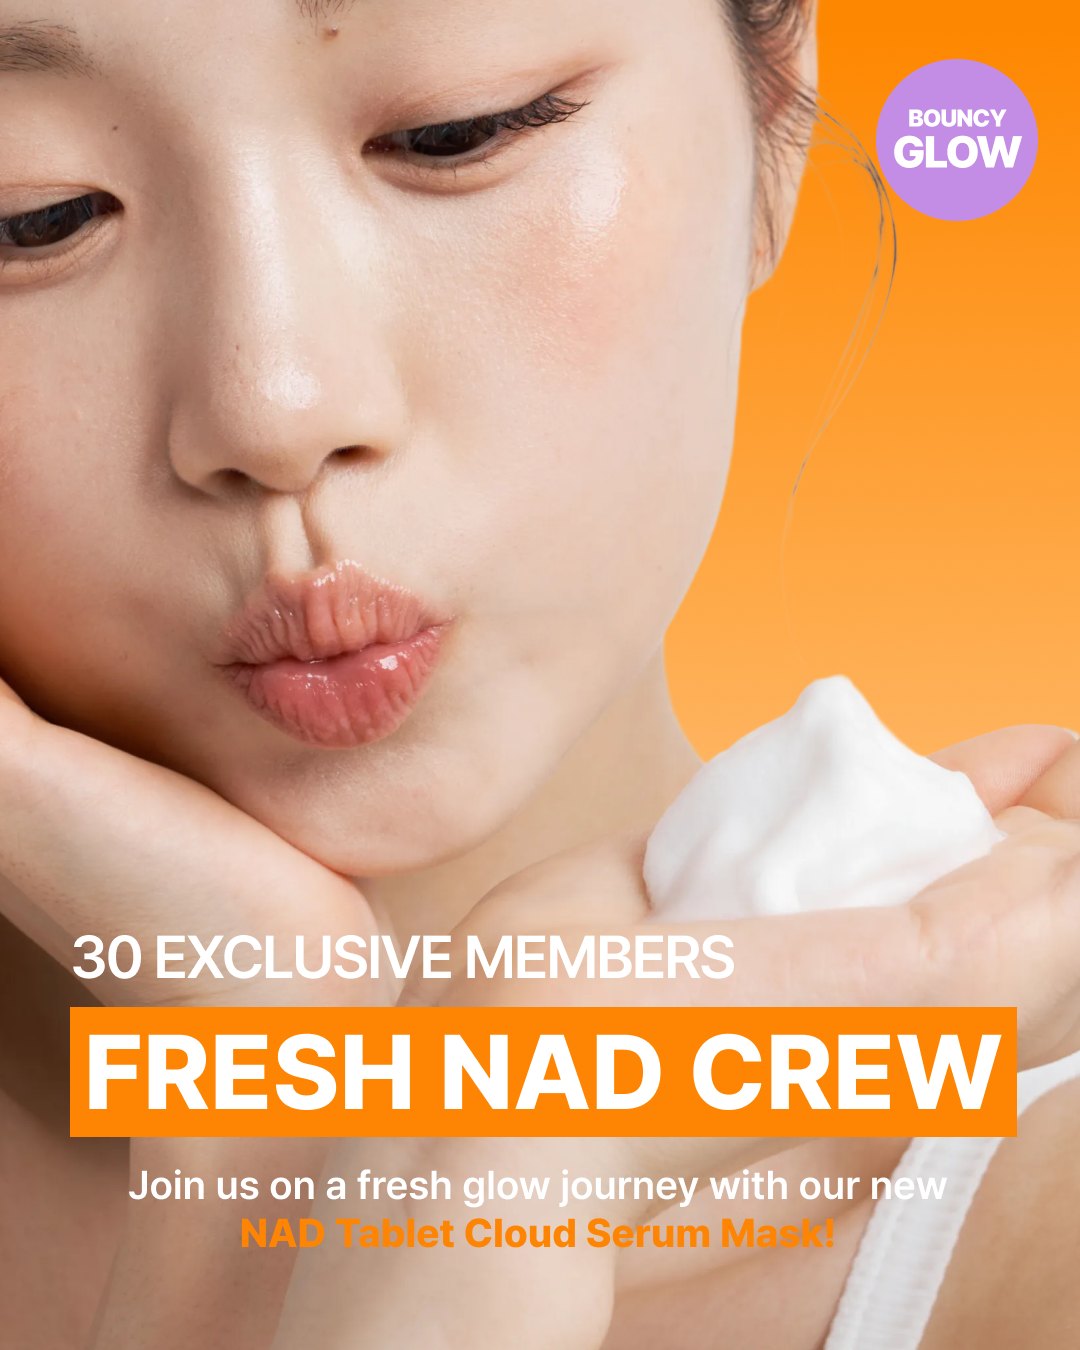 BOUNCY
GLOW
30 EXCLUSIVE MEMBERS
FRESH NAD CREW
Join us on a fresh glow journey with our new
NAD Tablet Cloud Serum Mask!